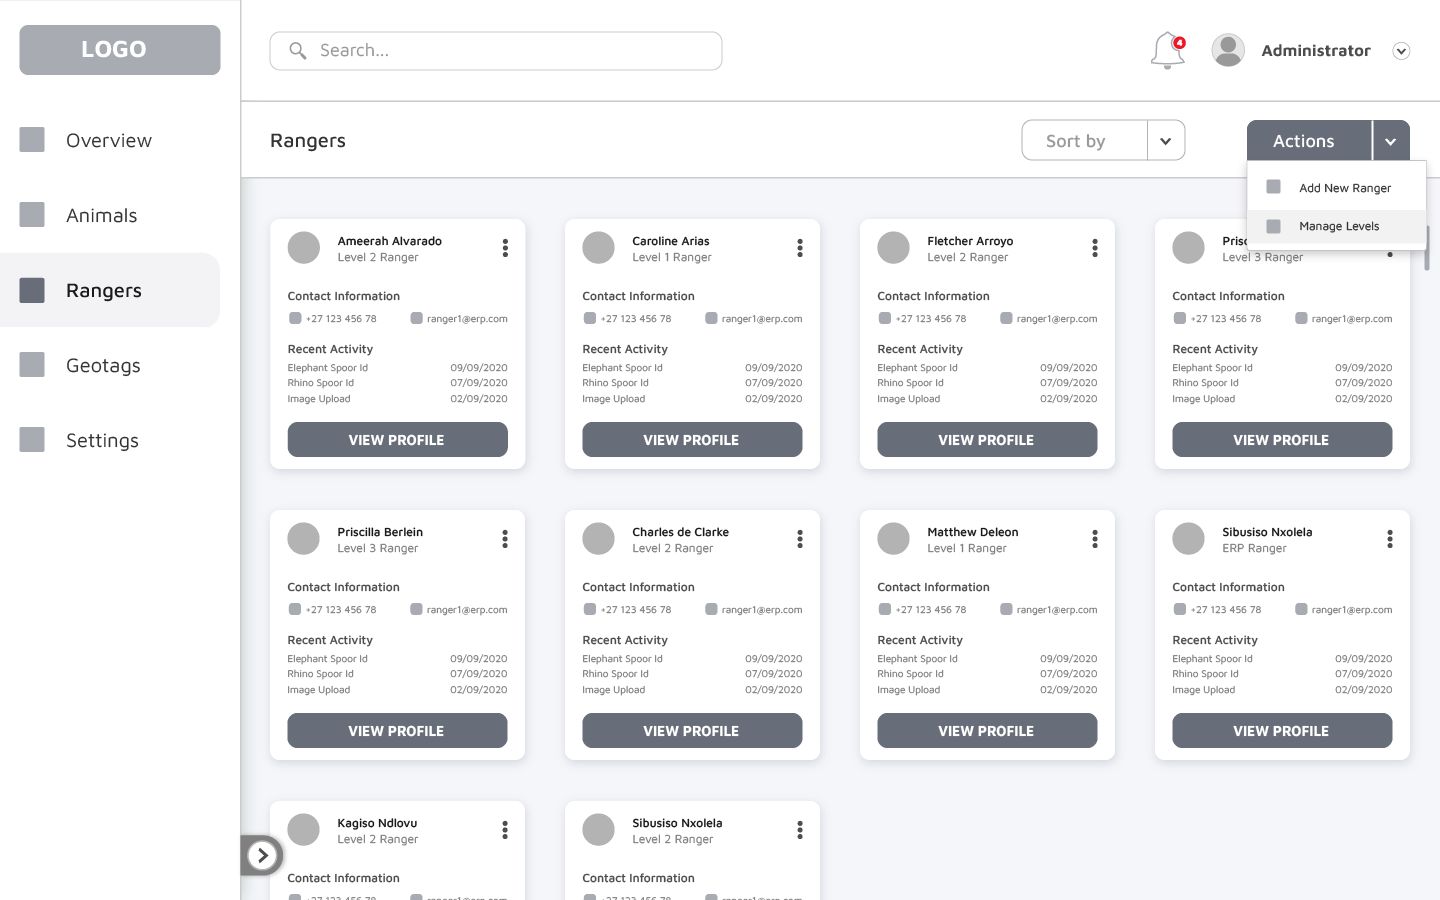 LOGO
Overview
Animals
Rangers
Geotags
Settings
Search...
4
Administrator
Rangers
Sort by
Actions
Add New Ranger
Manage Levels
Ameerah Alvarado
Level 2 Ranger
Contact Information
+27 123 456 78 ranger1@erp.com
Recent Activity
Elephant Spoor Id 09/09/2020
Rhino Spoor Id 07/09/2020
Image Upload 02/09/2020
VIEW PROFILE
Caroline Arias
Level 1 Ranger
Contact Information
+27 123 456 78 ranger1@erp.com
Recent Activity
Elephant Spoor Id 09/09/2020
Rhino Spoor Id 07/09/2020
Image Upload 02/09/2020
VIEW PROFILE
Fletcher Arroyo
Level 2 Ranger
Contact Information
+27 123 456 78 ranger1@erp.com
Recent Activity
Elephant Spoor Id 09/09/2020
Rhino Spoor Id 07/09/2020
Image Upload 02/09/2020
VIEW PROFILE
Level 3 Ranger
Contact Information
+27 123 456 78 ranger1@erp.com
Recent Activity
Elephant Spoor Id 09/09/2020
Rhino Spoor Id 07/09/2020
Image Upload 02/09/2020
VIEW PROFILE
Priscilla Berlein
Level 3 Ranger
Contact Information
+27 123 456 78 ranger1@erp.com
Recent Activity
Elephant Spoor Id 09/09/2020
Rhino Spoor Id 07/09/2020
Image Upload 02/09/2020
VIEW PROFILE
Charles de Clarke
Level 2 Ranger
Contact Information
+27 123 456 78 ranger1@erp.com
Recent Activity
Elephant Spoor Id 09/09/2020
Rhino Spoor Id 07/09/2020
Image Upload 02/09/2020
VIEW PROFILE
Matthew Deleon
Level 1 Ranger
Contact Information
+27 123 456 78 ranger1@erp.com
Recent Activity
Elephant Spoor Id 09/09/2020
Rhino Spoor Id 07/09/2020
Image Upload 02/09/2020
VIEW PROFILE
Sibusiso Nxolela
ERP Ranger
Contact Information
+27 123 456 78 ranger1@erp.com
Recent Activity
Elephant Spoor Id 09/09/2020
Rhino Spoor Id 07/09/2020
Image Upload 02/09/2020
VIEW PROFILE
Kagiso Ndlovu
Level 2 Ranger
Contact Information
Sibusiso Nxolela
Level 2 Ranger
Contact Information